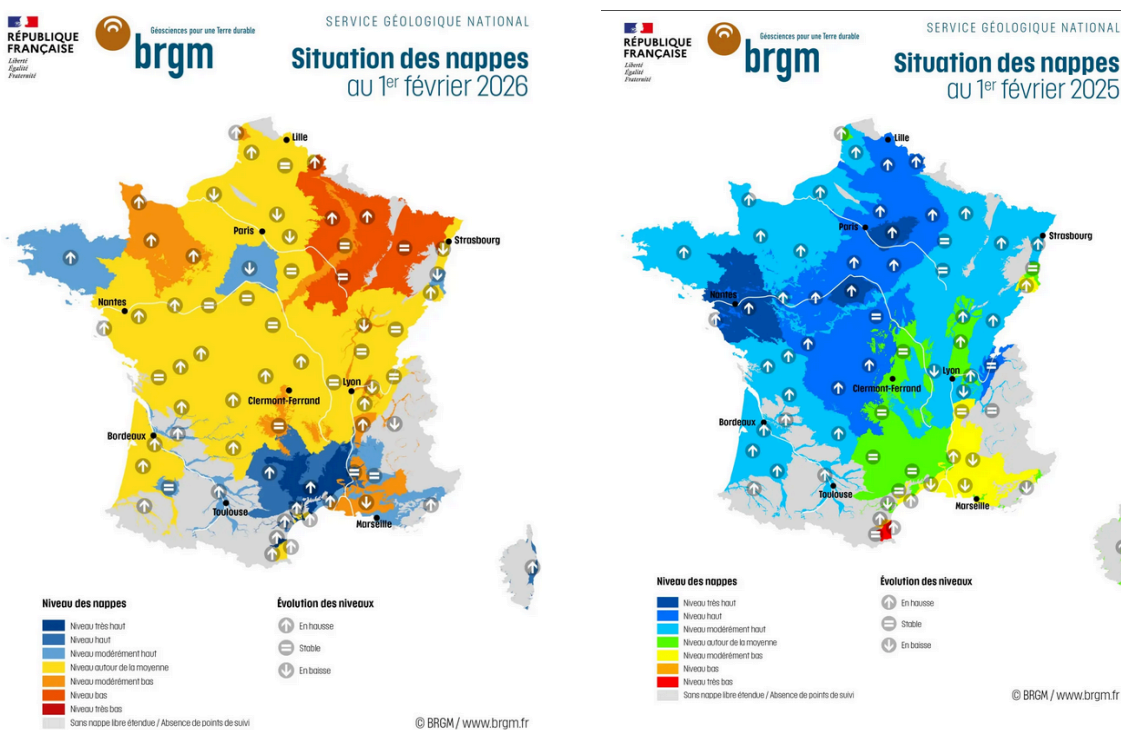 RÉPUBLIQUE
FRANÇAISE
Liberté
Égalité
Fraternité
Géosciences pour une Terre durable
brgm
SERVICE GÉOLOGIQUE NATIONAL
Situation des nappes
au 1er février 2026
Lille
Paris
Strasbourg
Nantes
Lyon
Clermont-Ferrand
Bordeaux
Toulouse
Marseille
Niveau des nappes
Niveau très haut
Niveau haut
Niveau modérément haut
Niveau autour de la moyenne
Niveau modérément bas
Niveau bas
Niveau très bas
Sans nappe libre étendue / Absence de points de suivi
Évolution des niveaux
En hausse
Stable
En baisse
© BRGM / www.brgm.fr
RÉPUBLIQUE
FRANÇAISE
Liberté
Égalité
Fraternité
Géosciences pour une Terre durable
brgm
SERVICE GÉOLOGIQUE NATIONAL
Situation des nappes
au 1er février 2025
Lille
Paris
Strasbourg
Nantes
Lyon
Clermont-Ferrand
Bordeaux
Toulouse
Marseille
Niveau des nappes
Niveau très haut
Niveau haut
Niveau modérément haut
Niveau autour de la moyenne
Niveau modérément bas
Niveau bas
Niveau très bas
Sans nappe libre étendue / Absence de points de suivi
Évolution des niveaux
En hausse
Stable
En baisse
© BRGM / www.brgm.fr